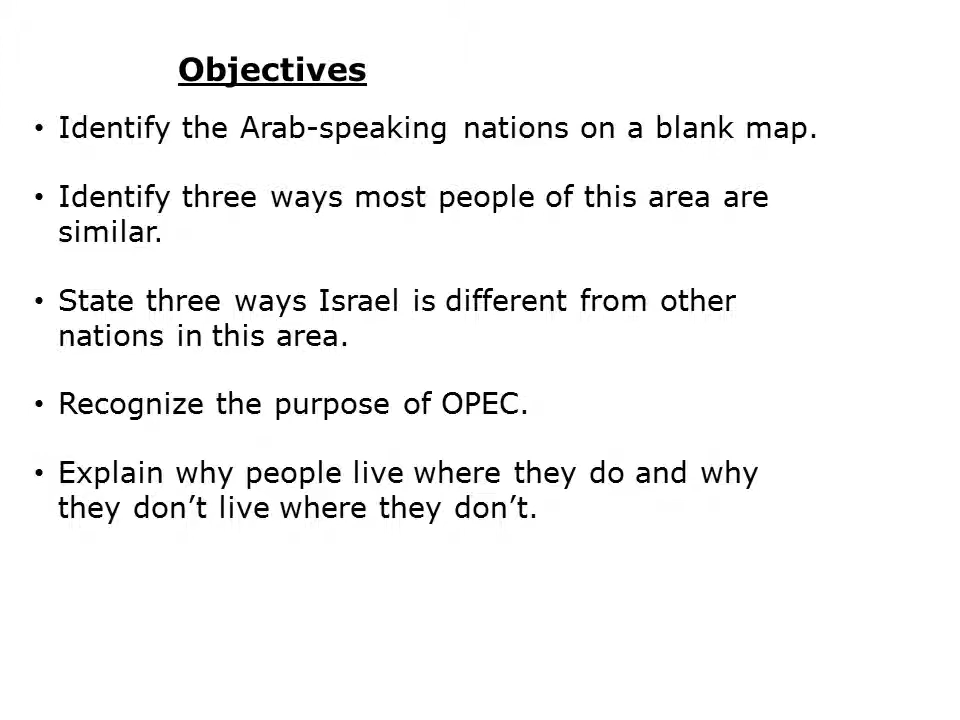 Objectives
• Identify the Arab-speaking nations on a blank map.
• Identify three ways most people of this area are
similar.
• State three ways Israel is different from other
nations in this area.
• Recognize the purpose of OPEC.
• Explain why people live where they do and why
they don’t live where they don’t.